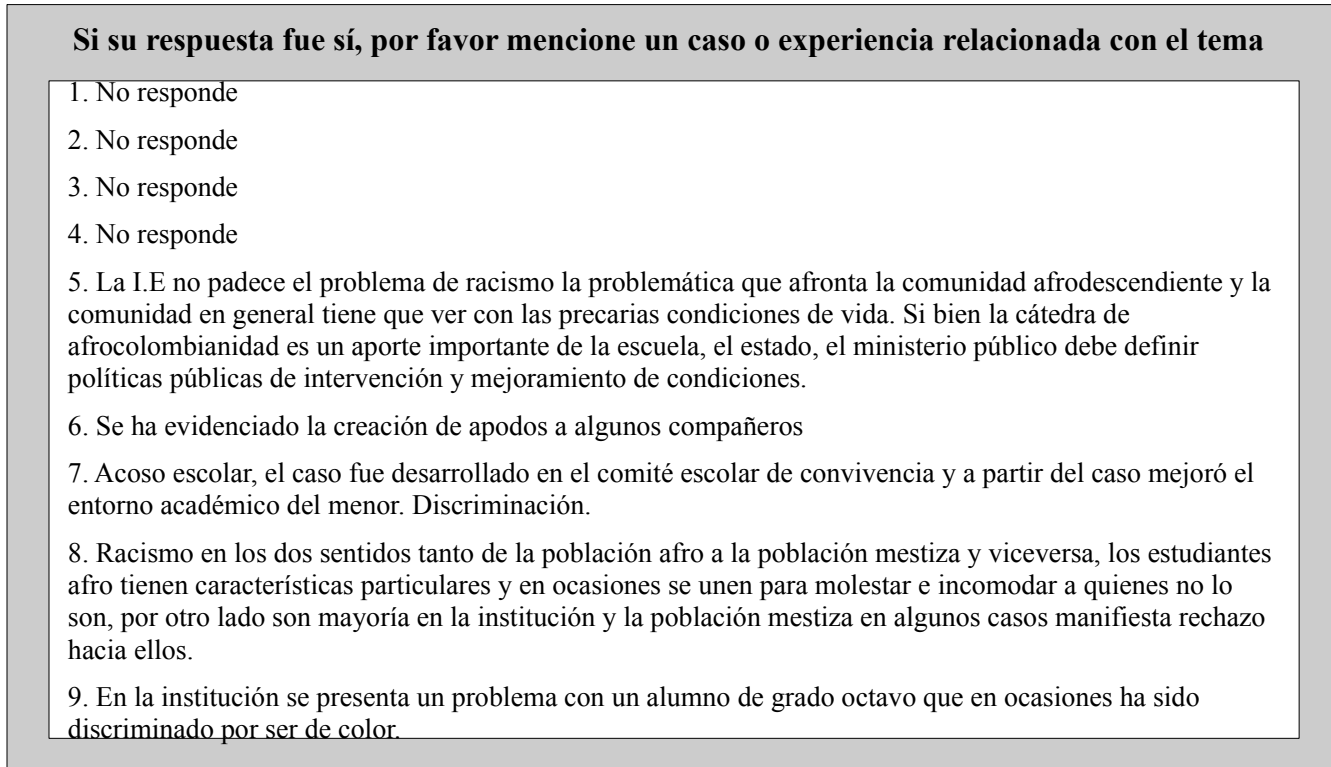 Si su respuesta fue sí, por favor mencione un caso o experiencia relacionada con el tema
1. No responde
2. No responde
3. No responde
4. No responde
5. La I.E no padece el problema de racismo la problemática que afronta la comunidad afrodescendiente y la
comunidad en general tiene que ver con las precarias condiciones de vida. Si bien la cátedra de
afrocolombianidad es un aporte importante de la escuela, el estado, el ministerio público debe definir
políticas públicas de intervención y mejoramiento de condiciones.
6. Se ha evidenciado la creación de apodos a algunos compañeros
7. Acoso escolar, el caso fue desarrollado en el comité escolar de convivencia y a partir del caso mejoró el
entorno académico del menor. Discriminación.
8. Racismo en los dos sentidos tanto de la población afro a la población mestiza y viceversa, los estudiantes
afro tienen características particulares y en ocasiones se unen para molestar e incomodar a quienes no lo
son, por otro lado son mayoría en la institución y la población mestiza en algunos casos manifiesta rechazo
hacia ellos.
9. En la institución se presenta un problema con un alumno de grado octavo que en ocasiones ha sido
discriminado por ser de color.